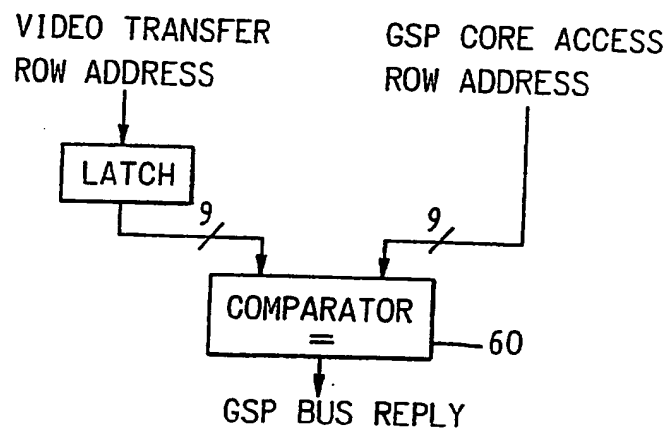 VIDEO TRANSFER
ROW ADDRESS
GSP CORE ACCESS
ROW ADDRESS
LATCH
9
9
COMPARATOR
=
60
GSP BUS REPLY